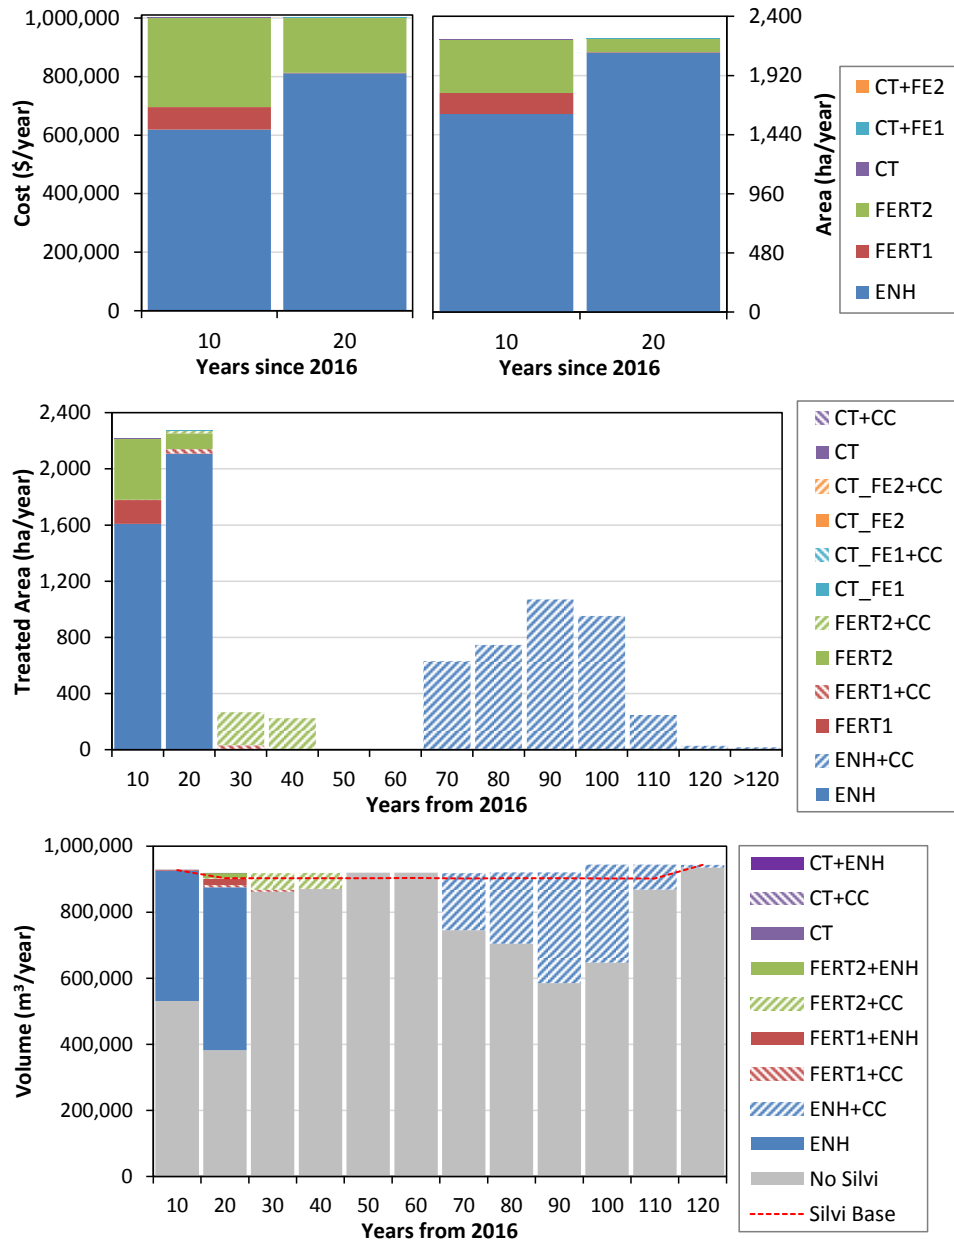 1,000,000
800,000
600,000
400,000
200,000
0
Cost ($/year)
10
20
Years since 2016
2,400
1,920
1,440
960
480
0
Area (ha/year)
10
20
Years since 2016
CT+FE2
CT+FE1
CT
FERT2
FERT1
ENH
2,400
2,000
1,600
1,200
800
400
0
Treated Area (ha/year)
10 20 30 40 50 60 70 80 90 100 110 120 >120
Years from 2016
CT+CC
CT
CT_FE2+CC
CT_FE2
CT_FE1+CC
CT_FE1
FERT2+CC
FERT2
FERT1+CC
FERT1
ENH+CC
ENH
1,000,000
800,000
600,000
400,000
200,000
0
Volume (m³/year)
10 20 30 40 50 60 70 80 90 100 110 120
Years from 2016
CT+ENH
CT+CC
CT
FERT2+ENH
FERT2+CC
FERT1+ENH
FERT1+CC
ENH+CC
ENH
No Silvi
Silvi Base